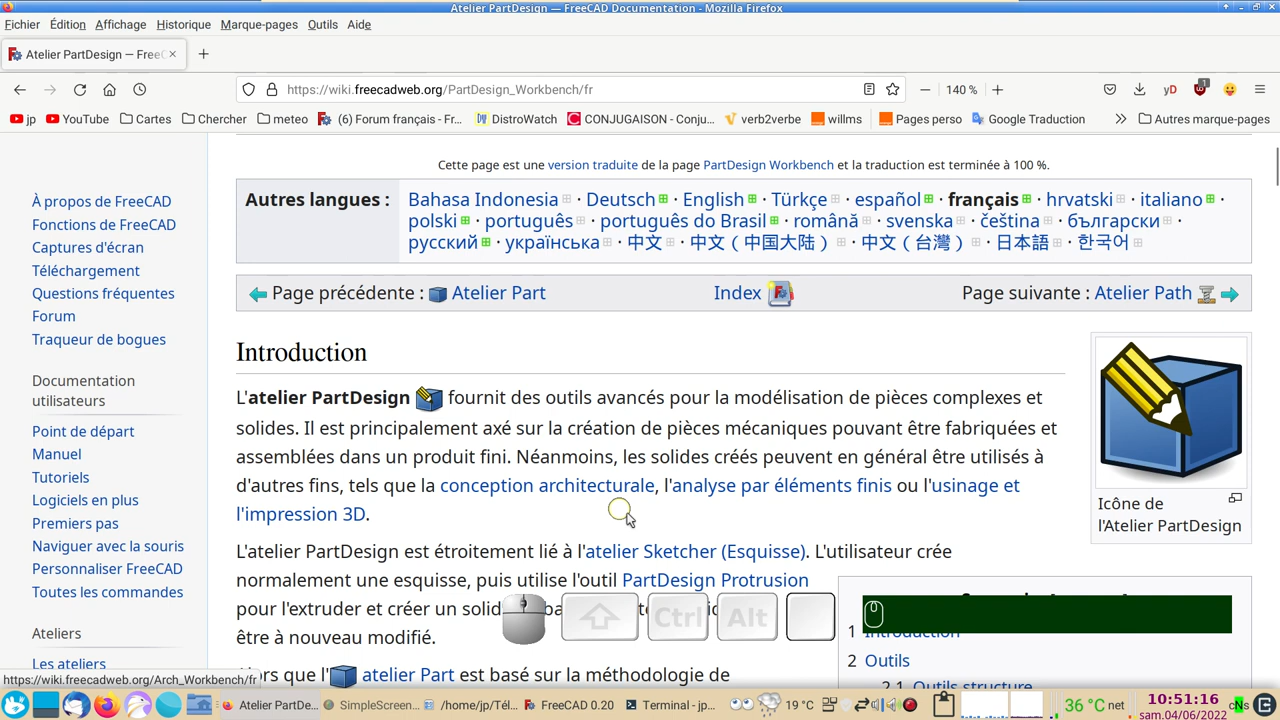 Atelier PartDesign — FreeCAD Documentation - Mozilla Firefox
Fichier Édition Affichage Historique Marque-pages Outils Aide
Atelier PartDesign — Free
https://wiki.freecadweb.org/PartDesign_Workbench/fr 140 % 1 yD
jp YouTube Cartes Chercher meteo (6) Forum français - Fr... DistroWatch CONJUGAISON - Conju... verb2verbe willms Pages perso Google Traduction Autres marque-pages
Cette page est une version traduite de la page PartDesign Workbench et la traduction est terminée à 100 %.
Autres langues : Bahasa Indonesia · Deutsch · English · Türkçe · español · français · hrvatski · italiano ·
polski · português · português do Brasil · română · svenska · čeština · български ·
русский · українська · 中文 · 中文（中国大陆） · 中文（台灣） · 日本語 · 한국어
Page précédente : Atelier Part Index Page suivante : Atelier Path
À propos de FreeCAD
Fonctions de FreeCAD
Captures d'écran
Téléchargement
Questions fréquentes
Forum
Traqueur de bogues
Documentation
utilisateurs
Point de départ
Manuel
Tutoriels
Logiciels en plus
Premiers pas
Naviguer avec la souris
Personnaliser FreeCAD
Toutes les commandes
Ateliers
Les ateliers
Introduction
L'atelier PartDesign fournit des outils avancés pour la modélisation de pièces complexes et
solides. Il est principalement axé sur la création de pièces mécaniques pouvant être fabriquées et
assemblées dans un produit fini. Néanmoins, les solides créés peuvent en général être utilisés à
d'autres fins, tels que la conception architecturale, l'analyse par éléments finis ou l'usinage et
l'impression 3D.
Icône de
l'Atelier PartDesign
L'atelier PartDesign est étroitement lié à l'atelier Sketcher (Esquisse). L'utilisateur crée
normalement une esquisse, puis utilise l'outil PartDesign Protrusion
pour l'extruder et créer un solid
être à nouveau modifié.
Alors que l' atelier Part est basé sur la méthodologie de
Ctrl Alt
1 Introduction
2 Outils
2.1 Outils structure
https://wiki.freecadweb.org/Arch_Workbench/fr
Atelier PartDe... SimpleScreen... /home/jp/Tél... FreeCAD 0.20 Terminal - jp... 19 °C 36 °C net 10:51:16
sam.04/06/2022